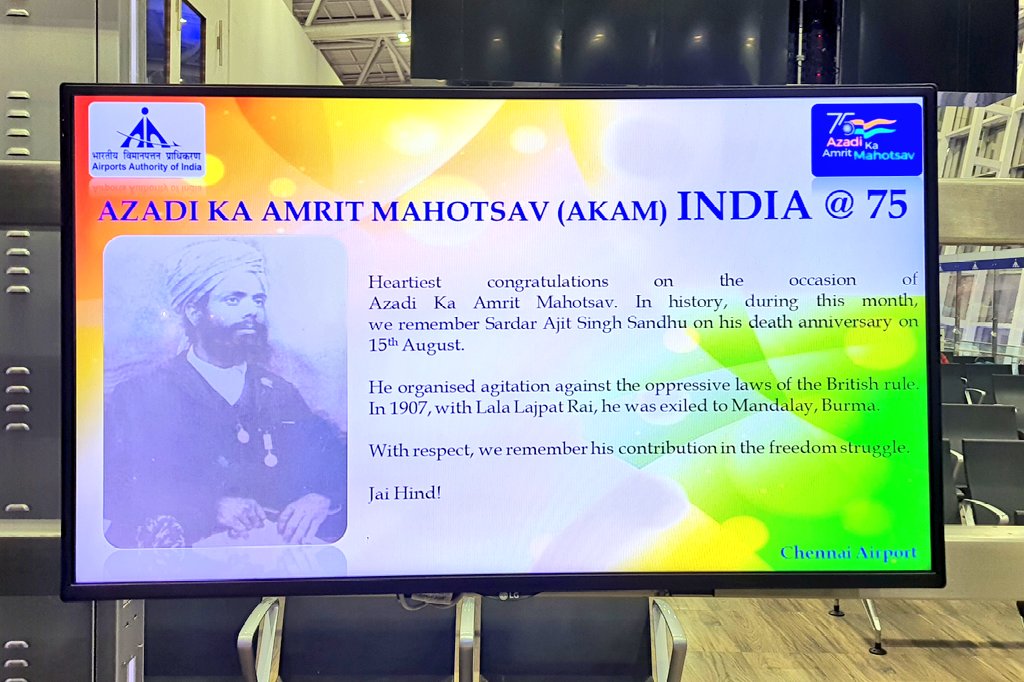 भारतीय विमानपत्तन प्राधिकरण
Airports Authority of India
75
Azadi Ka
Amrit Mahotsav
AZADI KA AMRIT MAHOTSAV (AKAM) INDIA @ 75
Heartiest congratulations on the occasion of
Azadi Ka Amrit Mahotsav. In history, during this month,
we remember Sardar Ajit Singh Sandhu on his death anniversary on
15th August.
He organised agitation against the oppressive laws of the British rule.
In 1907, with Lala Lajpat Rai, he was exiled to Mandalay, Burma.
With respect, we remember his contribution in the freedom struggle.
Jai Hind!
Chennai Airport
LG